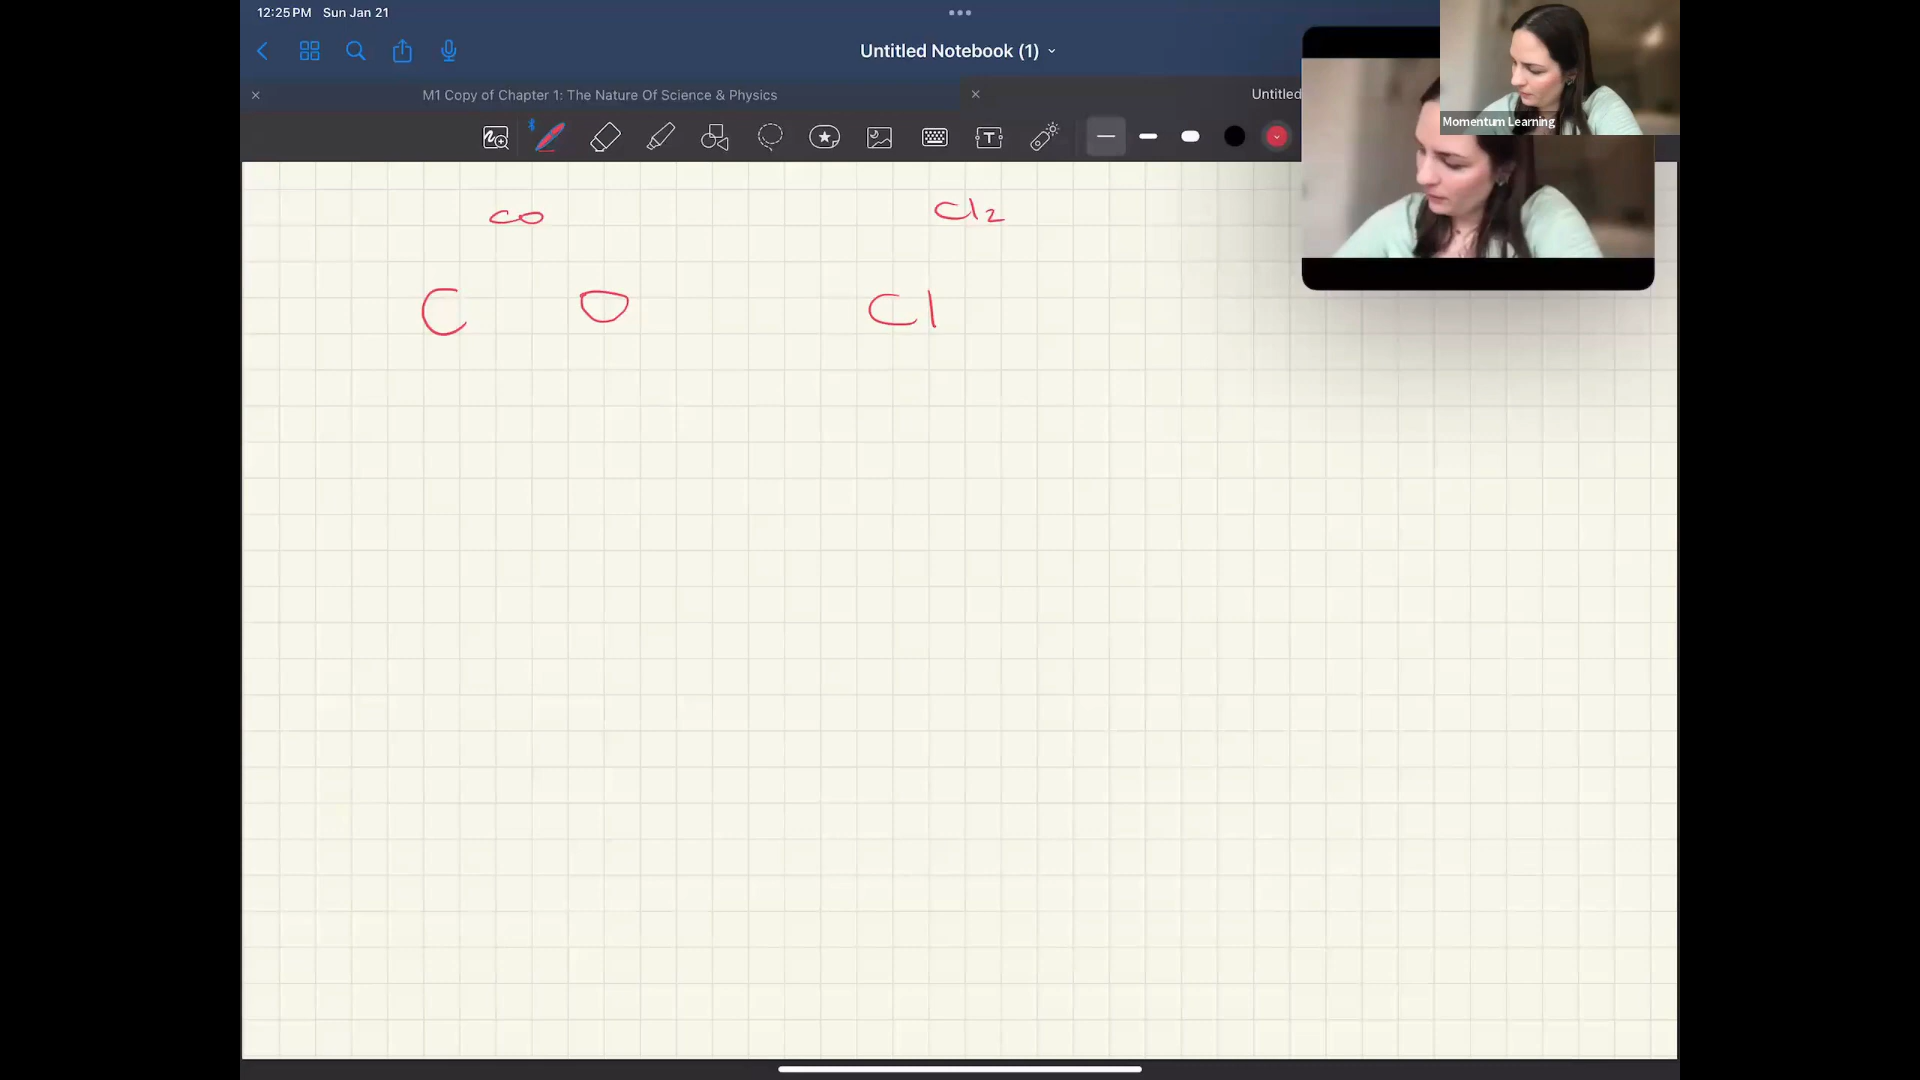 12:25 PM Sun Jan 21
Untitled Notebook (1)
M1 Copy of Chapter 1: The Nature Of Science & Physics
Untitled
Momentum Learning
T
CO
Cl2
C O
Cl